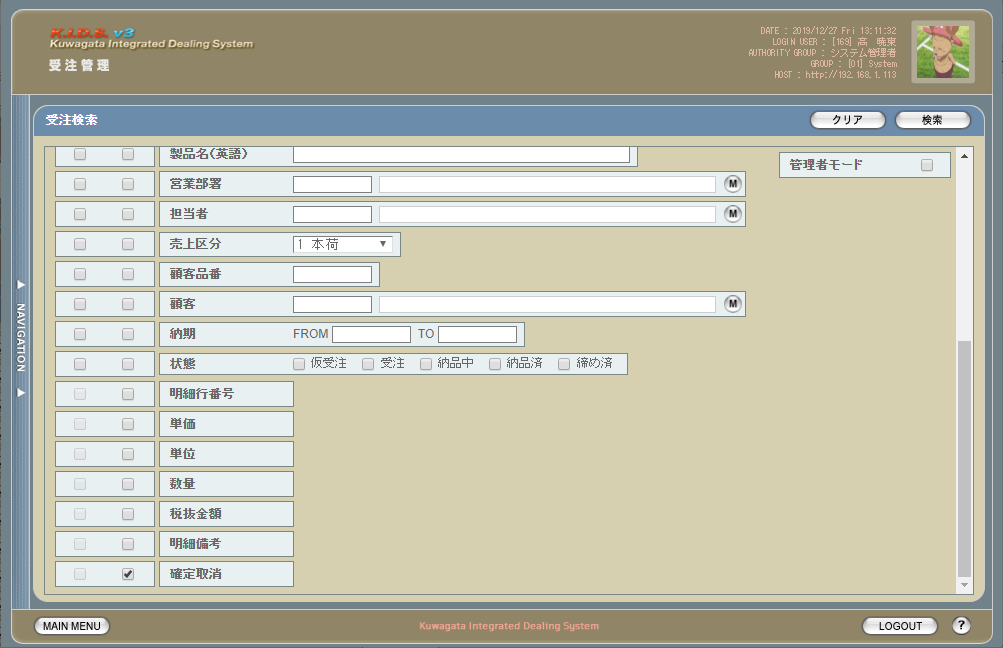 K.I.D.S. v3
Kuwagata Integrated Dealing System
受注管理
DATE : 2019/12/27 Fri 13:11:32
LOGIN USER : [169] 高 暁東
AUTHORITY GROUP : システム管理者
GROUP : [01] System
HOST : http://192.168.1.113
受注検索
クリア
検索
製品名(英語)
管理者モード
営業部署
M
担当者
M
売上区分
1 本荷
顧客品番
顧客
M
納期
FROM
TO
状態
仮受注
受注
納品中
納品済
締め済
明細行番号
単価
単位
数量
税抜金額
明細備考
確定取消
NAVIGATION
MAIN MENU
Kuwagata Integrated Dealing System
LOGOUT
?